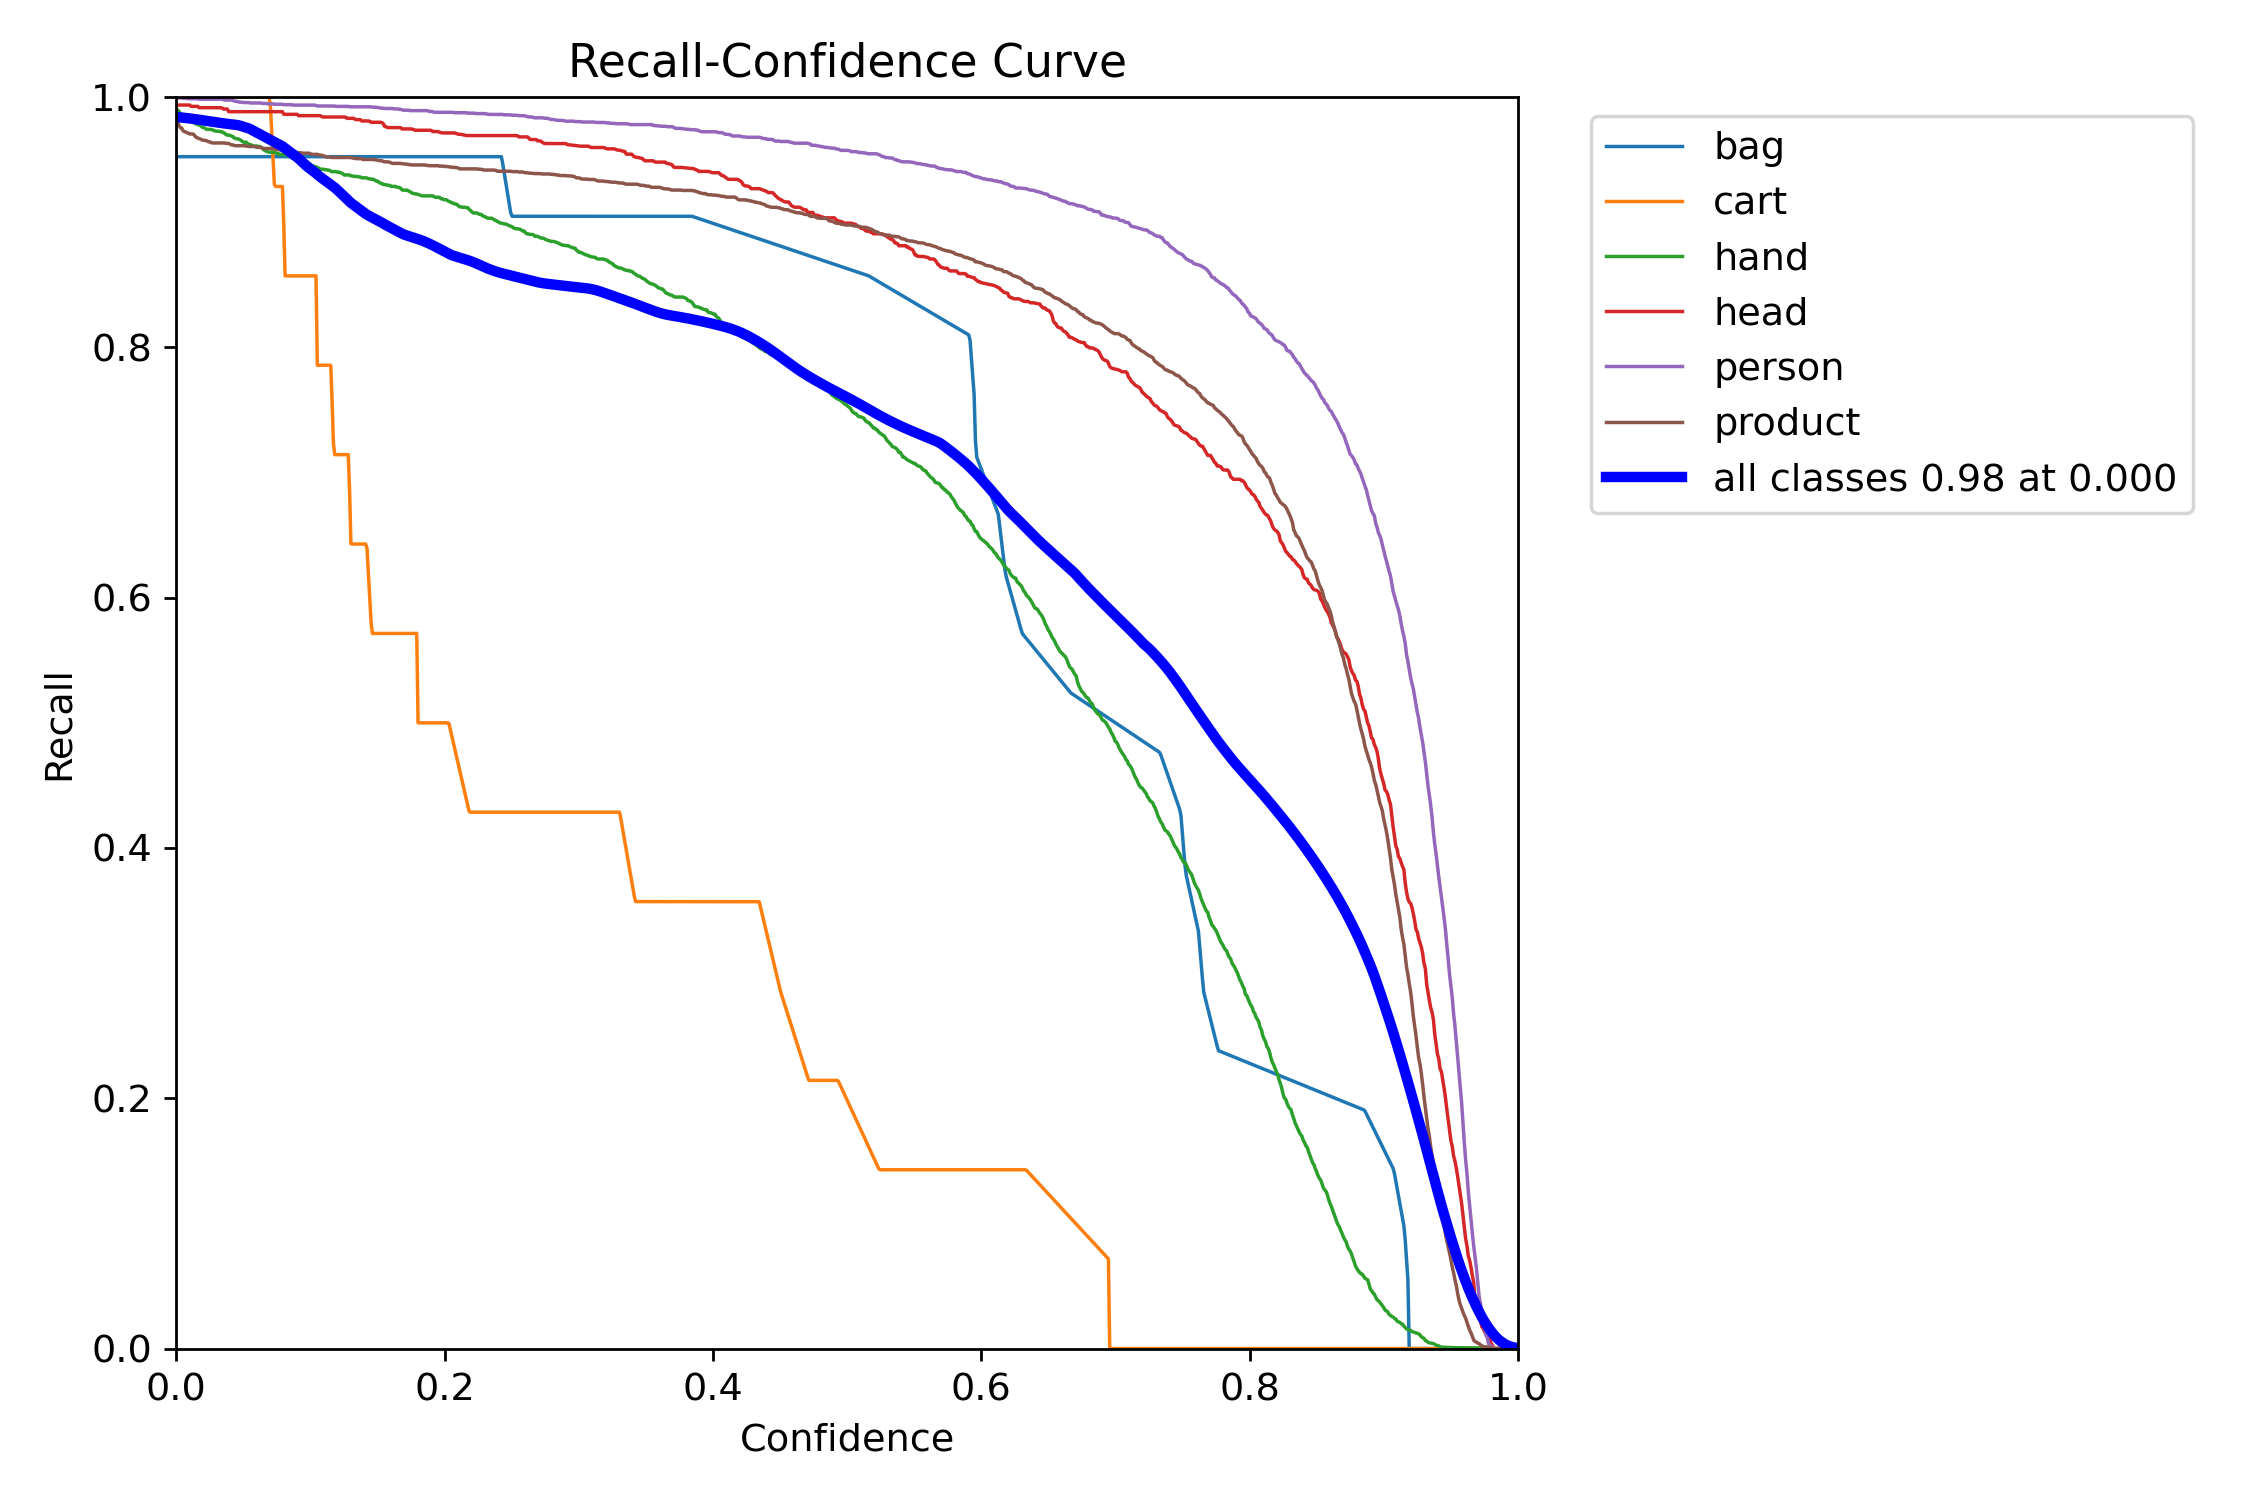 Recall-Confidence Curve
1.0
0.8
0.6
0.4
0.2
0.0
Recall
0.0 0.2 0.4 0.6 0.8 1.0
Confidence
bag
cart
hand
head
person
product
all classes 0.98 at 0.000